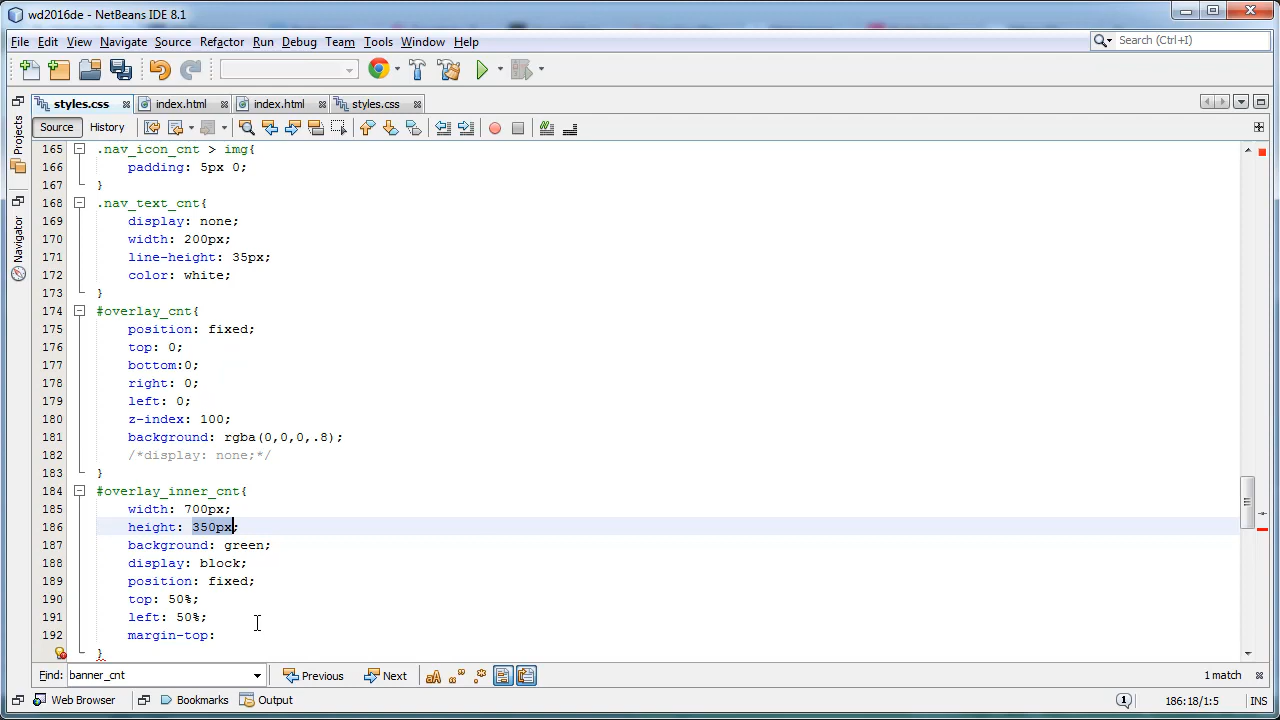 wd2016de - NetBeans IDE 8.1
File Edit View Navigate Source Refactor Run Debug Team Tools Window Help
Search (Ctrl+I)
styles.css index.html index.html styles.css
Source History
165 .nav_icon_cnt > img{
166 padding: 5px 0;
167 }
168 .nav_text_cnt{
169 display: none;
170 width: 200px;
171 line-height: 35px;
172 color: white;
173 }
174 #overlay_cnt{
175 position: fixed;
176 top: 0;
177 bottom:0;
178 right: 0;
179 left: 0;
180 z-index: 100;
181 background: rgba(0,0,0,.8);
182 /*display: none;*/
183 }
184 #overlay_inner_cnt{
185 width: 700px;
186 height: 350px;
187 background: green;
188 display: block;
189 position: fixed;
190 top: 50%;
191 left: 50%;
192 margin-top:
}
Projects
Navigator
Find: banner_cnt Previous Next 1 match
Web Browser Bookmarks Output 1 186:18/1:5 INS